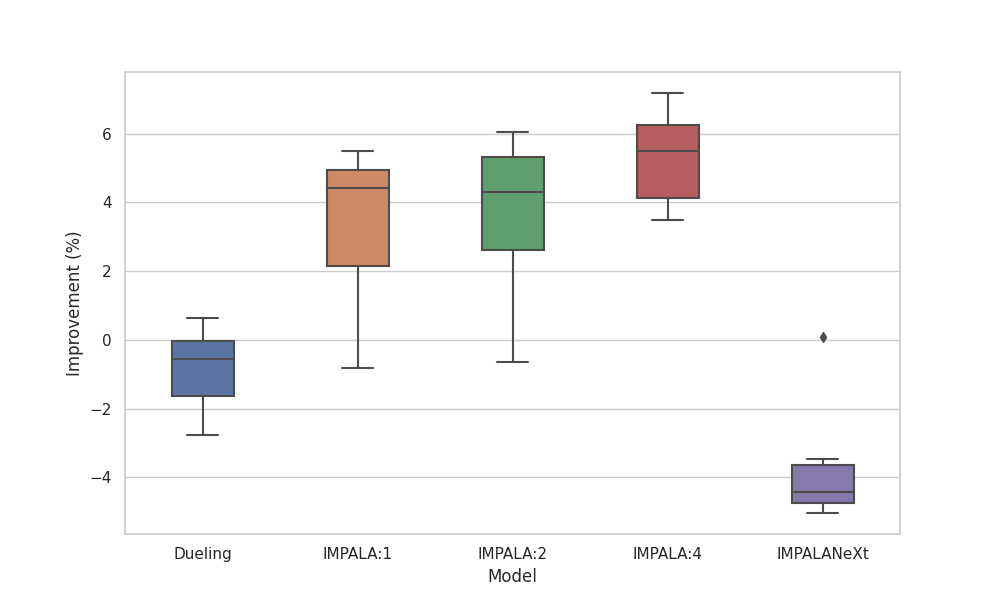 Improvement (%)
6
4
2
0
−2
−4
Dueling
IMPALA:1
IMPALA:2
IMPALA:4
IMPALANeXt
Model